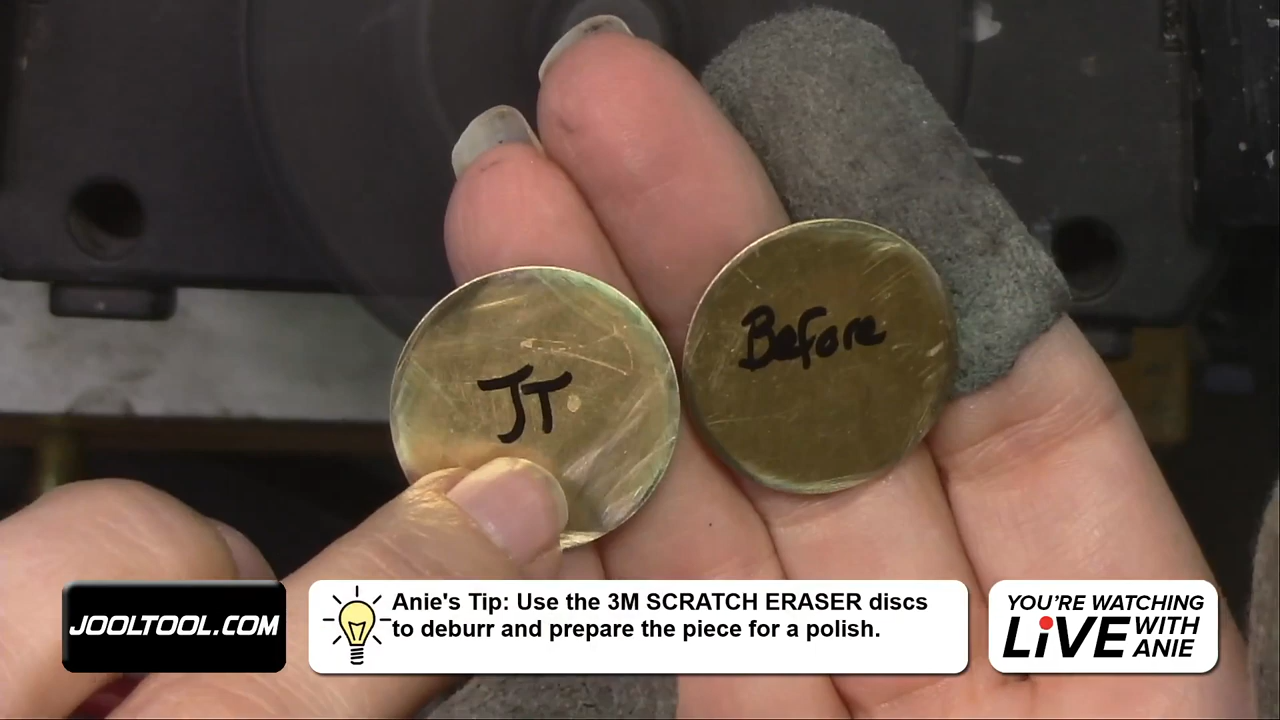 JT
Before
JOOLTOOL.COM
Anie's Tip: Use the 3M SCRATCH ERASER discs
to deburr and prepare the piece for a polish.
YOU'RE WATCHING
LiVE WITH
ANIE